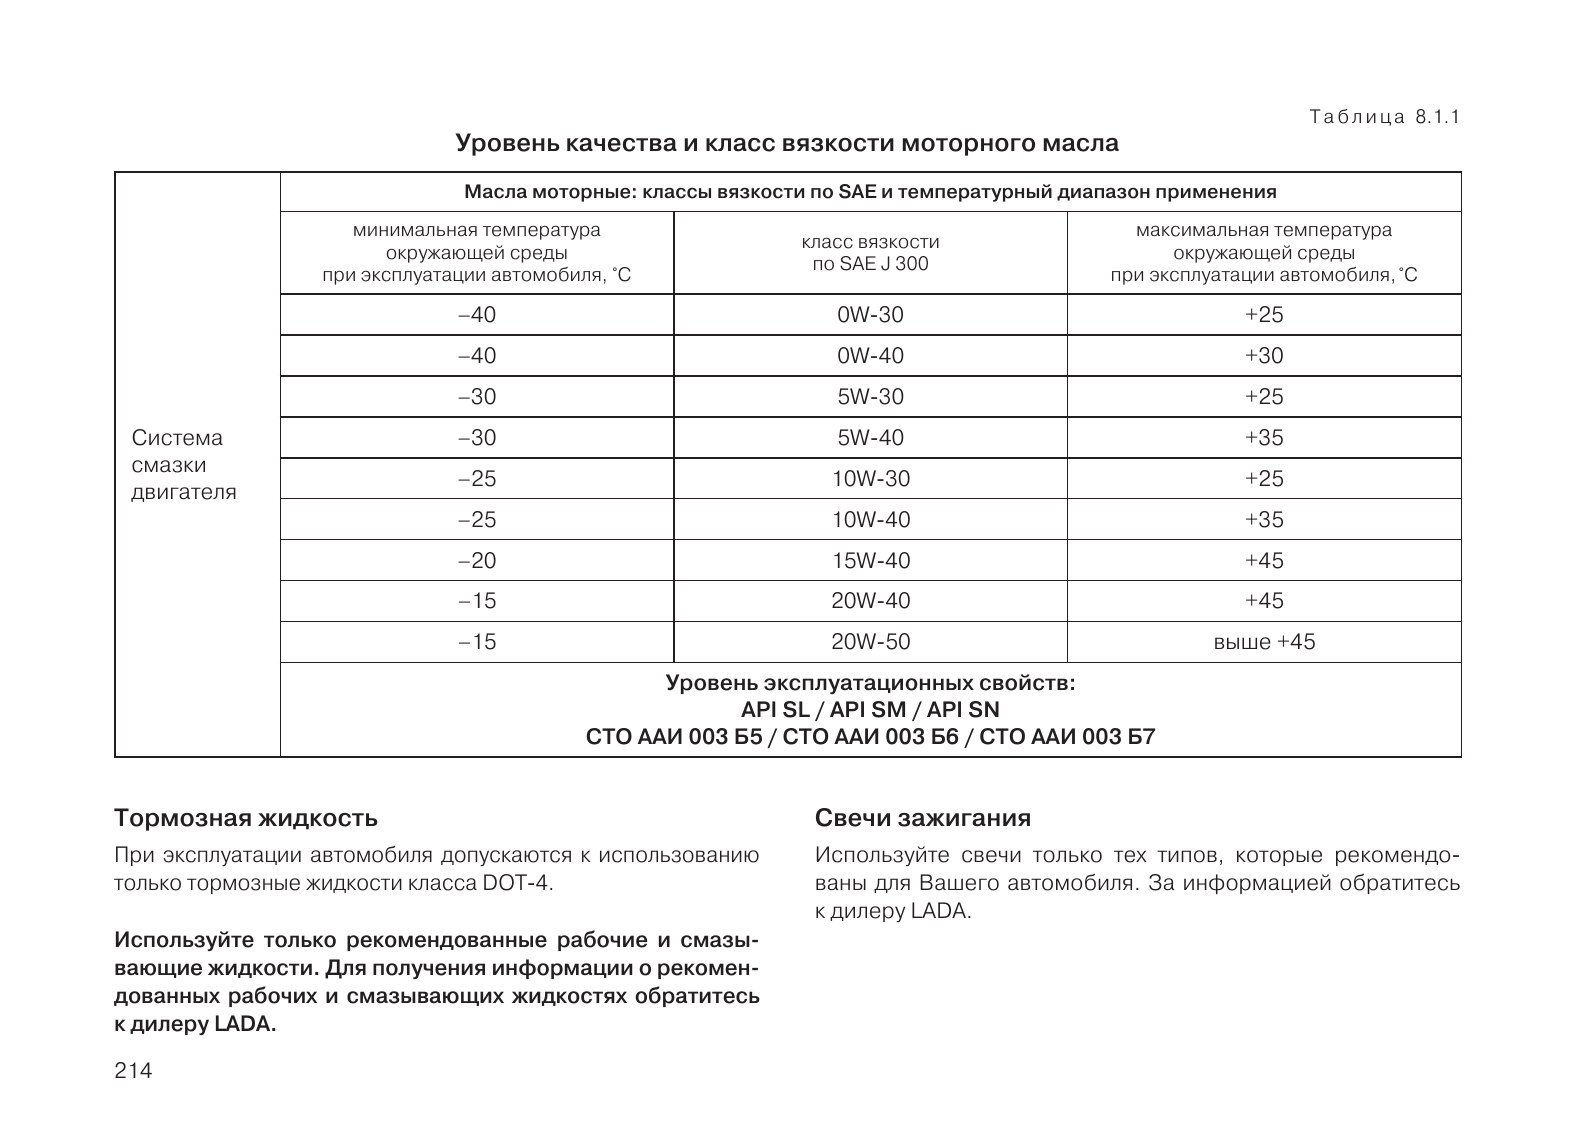 Таблица 8.1.1
Уровень качества и класс вязкости моторного масла
Масла моторные: классы вязкости по SAE и температурный диапазон применения
минимальная температура
окружающей среды
при эксплуатации автомобиля, ˚С
класс вязкости
по SAE J 300
максимальная температура
окружающей среды
при эксплуатации автомобиля, ˚С
Система
смазки
двигателя
–40 0W-30 +25
–40 0W-40 +30
–30 5W-30 +25
–30 5W-40 +35
–25 10W-30 +25
–25 10W-40 +35
–20 15W-40 +45
–15 20W-40 +45
–15 20W-50 выше +45
Уровень эксплуатационных свойств:
API SL / API SM / API SN
СТО ААИ 003 Б5 / СТО ААИ 003 Б6 / СТО ААИ 003 Б7
Тормозная жидкость
При эксплуатации автомобиля допускаются к использованию
только тормозные жидкости класса DOT-4.
Используйте только рекомендованные рабочие и смазы-
вающие жидкости. Для получения информации о рекомен-
дованных рабочих и смазывающих жидкостях обратитесь
к дилеру LADA.
Свечи зажигания
Используйте свечи только тех типов, которые рекомендо-
ваны для Вашего автомобиля. За информацией обратитесь
к дилеру LADA.
214